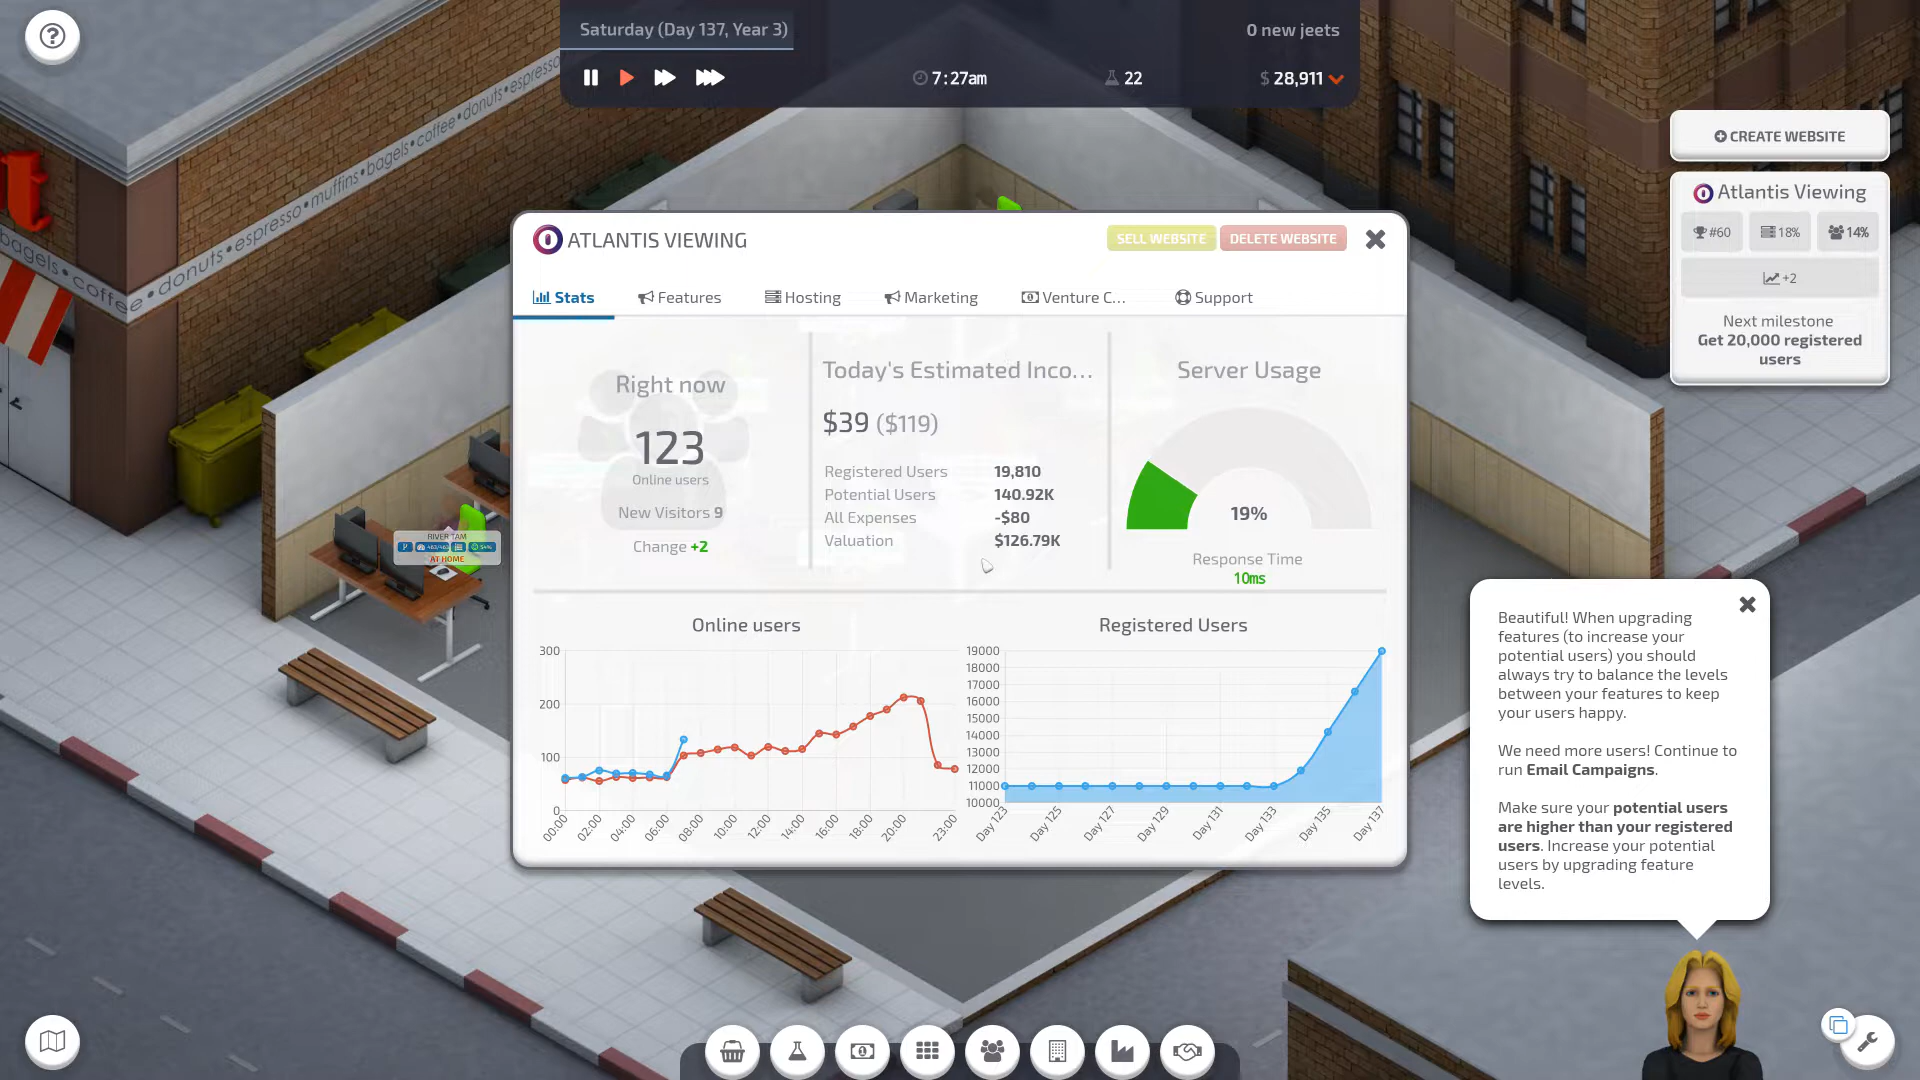 Saturday (Day 137, Year 3)
0 new jeets
7:27am
22
$ 28,911
CREATE WEBSITE
Atlantis Viewing
#60
18%
14%
+2
Next milestone
Get 20,000 registered
users
bagels•coffee•donuts•espresso•muffins•bagels•coffee•donuts•espresso
ATLANTIS VIEWING
SELL WEBSITE
DELETE WEBSITE
Stats
Features
Hosting
Marketing
Venture C...
Support
Right now
123
Online users
New Visitors 9
Change +2
Today's Estimated Inco...
$39 ($119)
Registered Users 19,810
Potential Users 140.92K
All Expenses -$80
Valuation $126.79K
Server Usage
19%
Response Time
10ms
Online users
300
200
100
0
00:00
02:00
04:00
06:00
08:00
10:00
12:00
14:00
16:00
18:00
20:00
23:00
Registered Users
19000
18000
17000
16000
15000
14000
13000
12000
11000
10000
Day 123
Day 125
Day 127
Day 129
Day 131
Day 133
Day 135
Day 137
RIVER TAM
AT HOME
Beautiful! When upgrading
features (to increase your
potential users) you should
always try to balance the levels
between your features to keep
your users happy.
We need more users! Continue to
run Email Campaigns.
Make sure your potential users
are higher than your registered
users. Increase your potential
users by upgrading feature
levels.